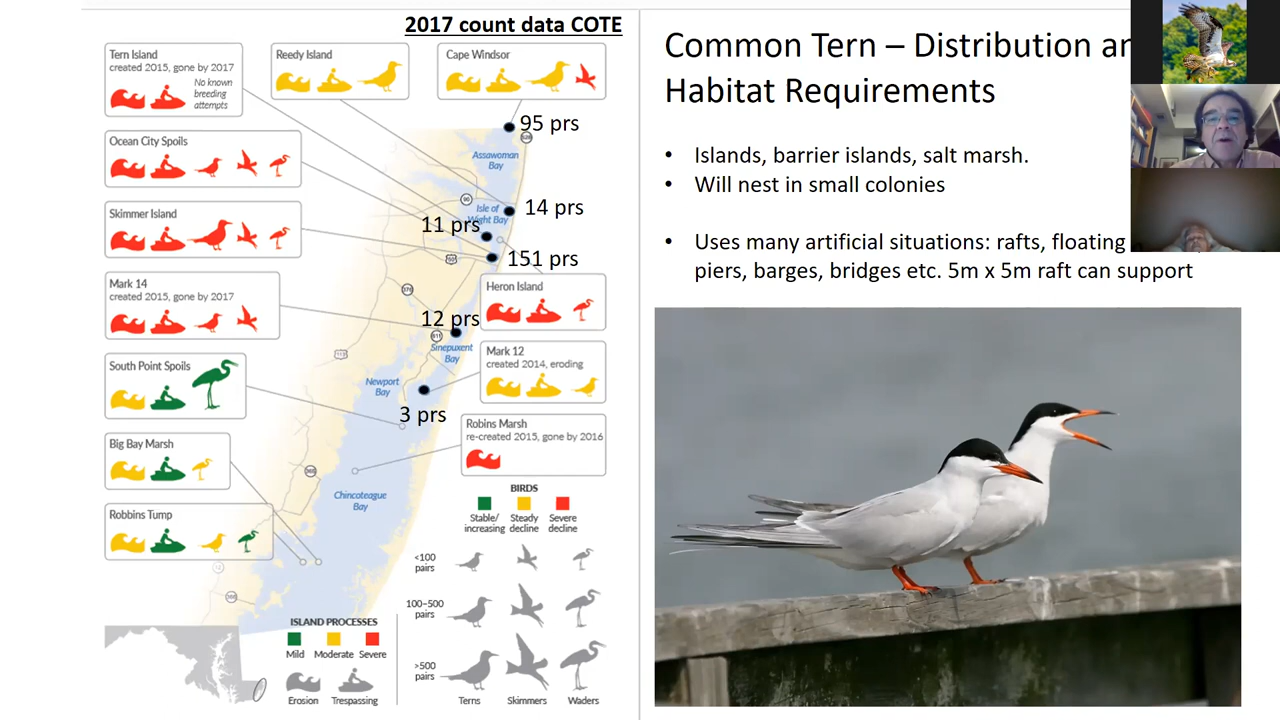 2017 count data COTE
Tern Island
created 2015, gone by 2017
No known
breeding
attempts
Reedy Island
Cape Windsor
95 prs
Ocean City Spoils
Assawoman
Bay
Skimmer Island
Isle of
Wight Bay
14 prs
11 prs
151 prs
Mark 14
created 2015, gone by 2017
Heron Island
12 prs
Sinepuxent
Bay
Mark 12
created 2014, eroding
South Point Spoils
Newport
Bay
3 prs
Robins Marsh
re-created 2015, gone by 2016
Big Bay Marsh
Chincoteague
Bay
Robbins Tump
BIRDS
Stable/
increasing
Steady
decline
Severe
decline
<100
pairs
100–500
pairs
>500
pairs
Terns
Skimmers
Waders
ISLAND PROCESSES
Mild
Moderate
Severe
Erosion
Trespassing
Common Tern – Distribution
Habitat Requirements
• Islands, barrier islands, salt marsh.
• Will nest in small colonies
• Uses many artificial situations: rafts, floating
piers, barges, bridges etc. 5m x 5m raft can support